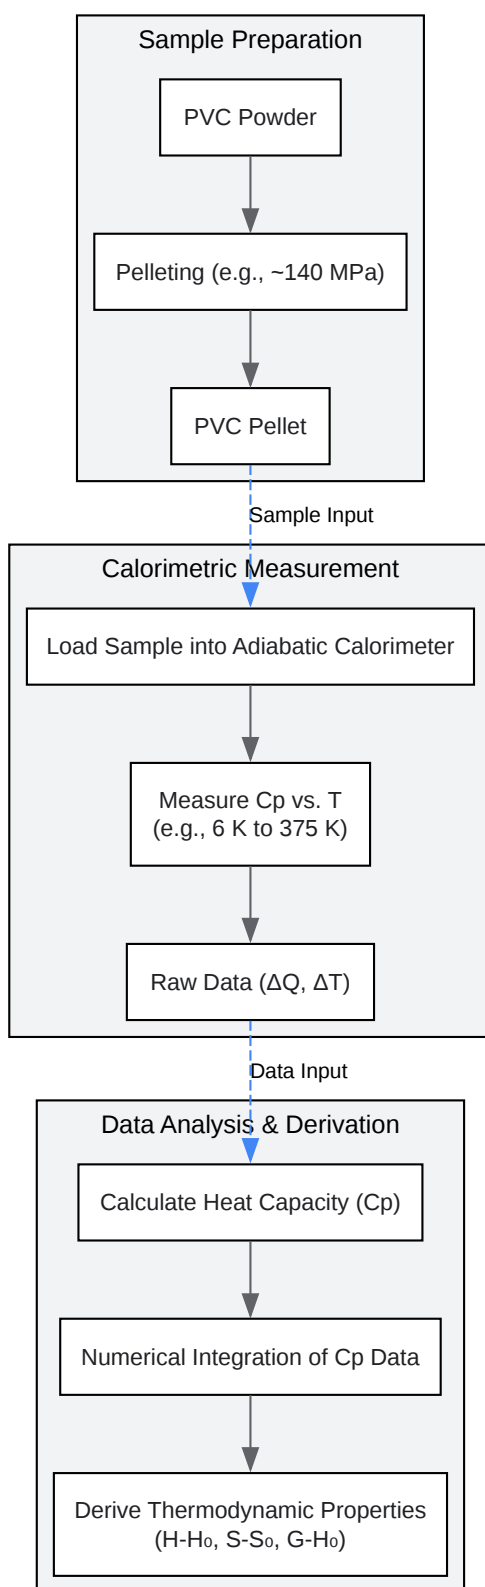 Sample Preparation
PVC Powder
Pelleting (e.g., ~140 MPa)
PVC Pellet
Sample Input
Calorimetric Measurement
Load Sample into Adiabatic Calorimeter
Measure Cp vs. T
(e.g., 6 K to 375 K)
Raw Data (ΔQ, ΔT)
Data Input
Data Analysis & Derivation
Calculate Heat Capacity (Cp)
Numerical Integration of Cp Data
Derive Thermodynamic Properties
(H-H₀, S-S₀, G-H₀)